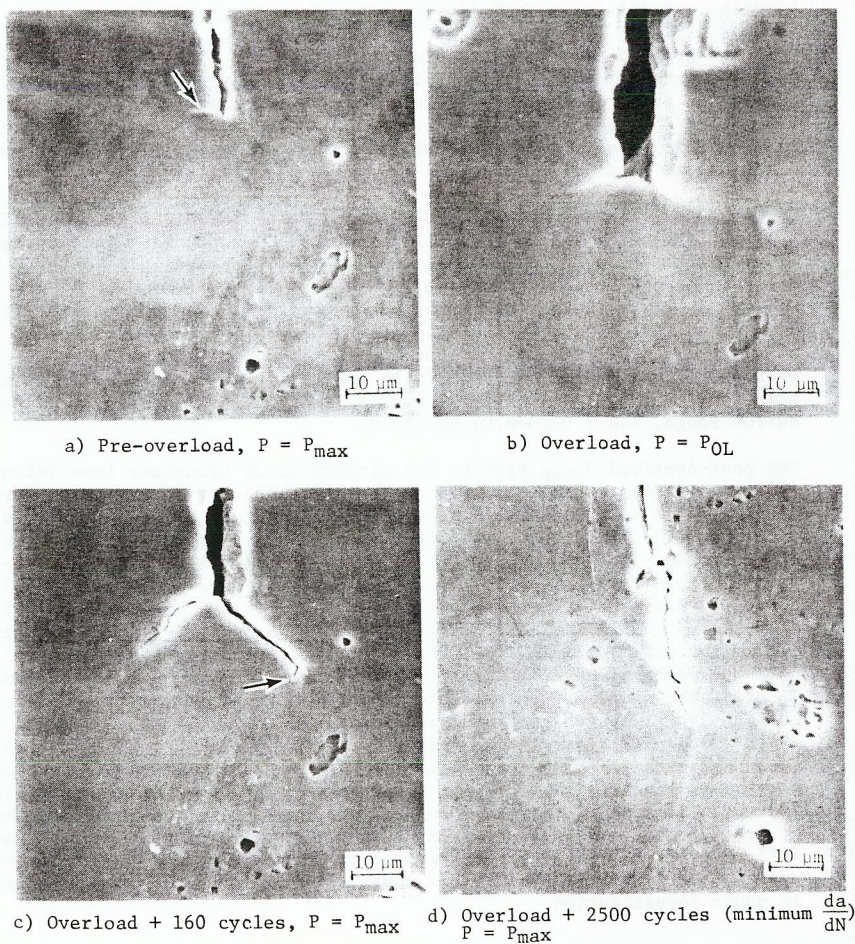 10 µm
10 µm
a) Pre-overload, P = Pmax
b) Overload, P = POL
10 µm
10 µm
c) Overload + 160 cycles, P = Pmax
d) Overload + 2500 cycles (minimum da/dN)
P = Pmax